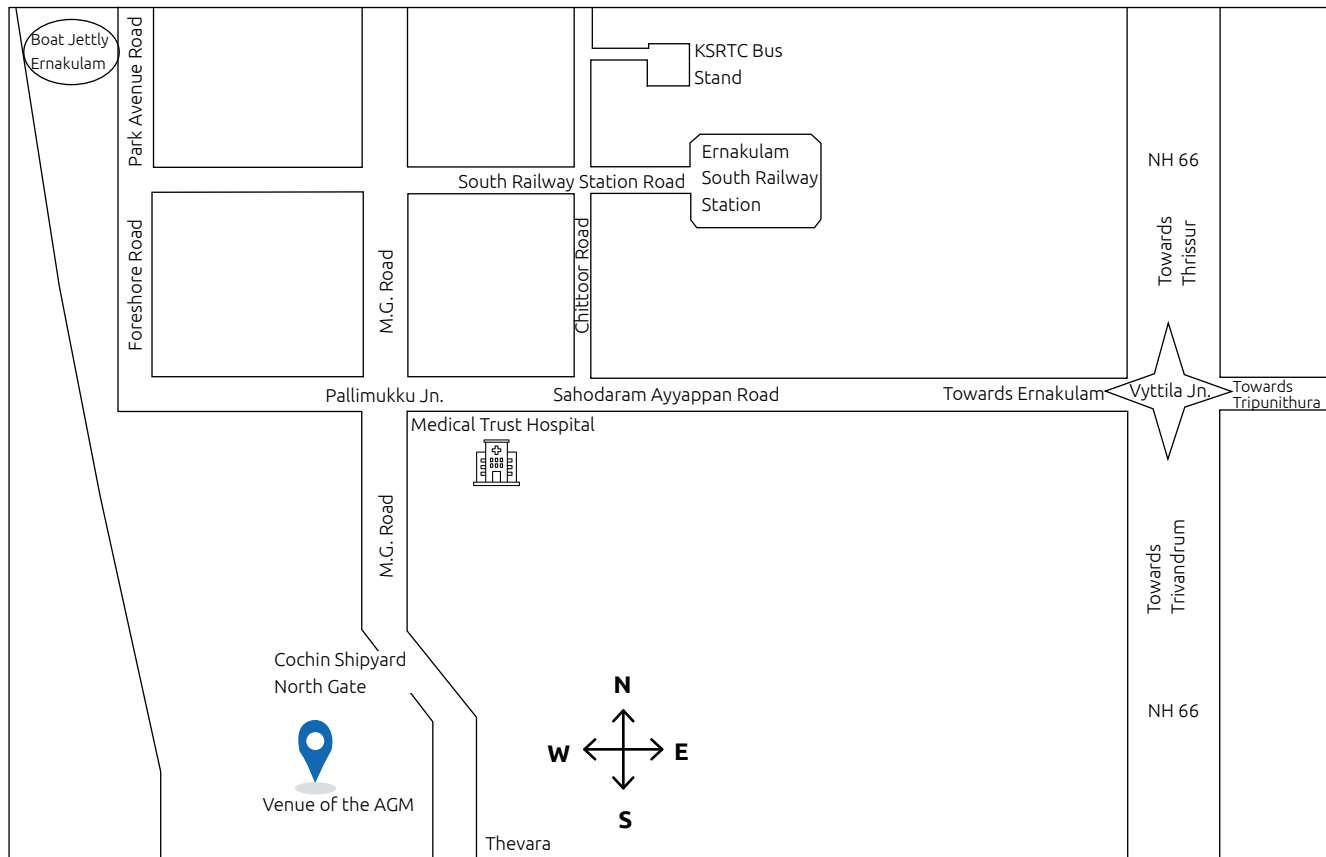 Boat Jettly
Ernakulam
Park Avenue Road
KSRTC Bus
Stand
NH 66
Ernakulam
South Railway
Station
South Railway Station Road
Foreshore Road
M.G. Road
Chittoor Road
Towards
Thrissur
Pallimukku Jn.
Sahodaram Ayyappan Road
Towards Ernakulam
Vyttila Jn.
Towards
Tripunithura
Medical Trust Hospital
M.G. Road
Towards
Trivandrum
Cochin Shipyard
North Gate
N
W
E
S
NH 66
Venue of the AGM
Thevara